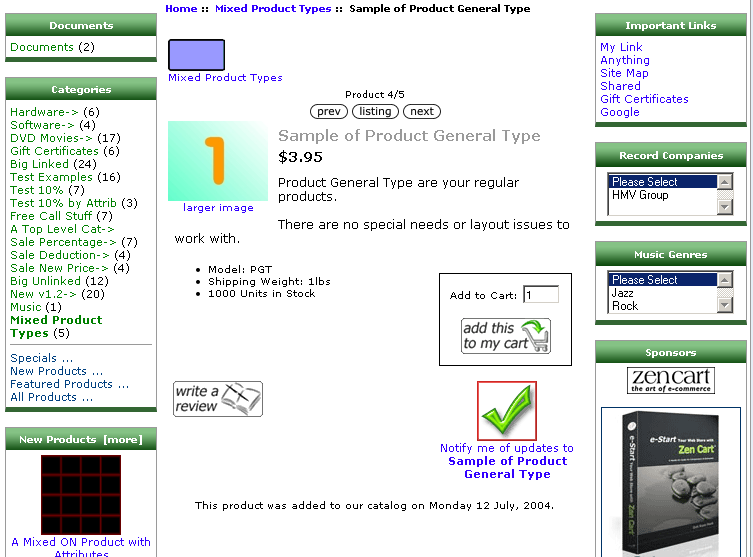 Home :: Mixed Product Types :: Sample of Product General Type
Documents
Documents (2)
Categories
Hardware-> (6)
Software-> (4)
DVD Movies-> (17)
Gift Certificates (6)
Big Linked (24)
Test Examples (16)
Test 10% (7)
Test 10% by Attrib (3)
Free Call Stuff (7)
A Top Level Cat->
Sale Percentage-> (7)
Sale Deduction-> (4)
Sale New Price-> (4)
Big Unlinked (12)
New v1.2-> (20)
Music (1)
Mixed Product
Types (5)
Specials ...
New Products ...
Featured Products ...
All Products ...
New Products [more]
A Mixed ON Product with
Attributes
Mixed Product Types
Product 4/5
prev listing next
1
larger image
Sample of Product General Type
$3.95
Product General Type are your regular
products.
There are no special needs or layout issues to
work with.
Model: PGT
Shipping Weight: 1lbs
1000 Units in Stock
Add to Cart: 1
add this
to my cart
write a
review
Notify me of updates to
Sample of Product
General Type
This product was added to our catalog on Monday 12 July, 2004.
Important Links
My Link
Anything
Site Map
Shared
Gift Certificates
Google
Record Companies
Please Select
HMV Group
Music Genres
Please Select
Jazz
Rock
Sponsors
zen cart
the art of e-commerce
e-Start Your Web Store with
Zen Cart